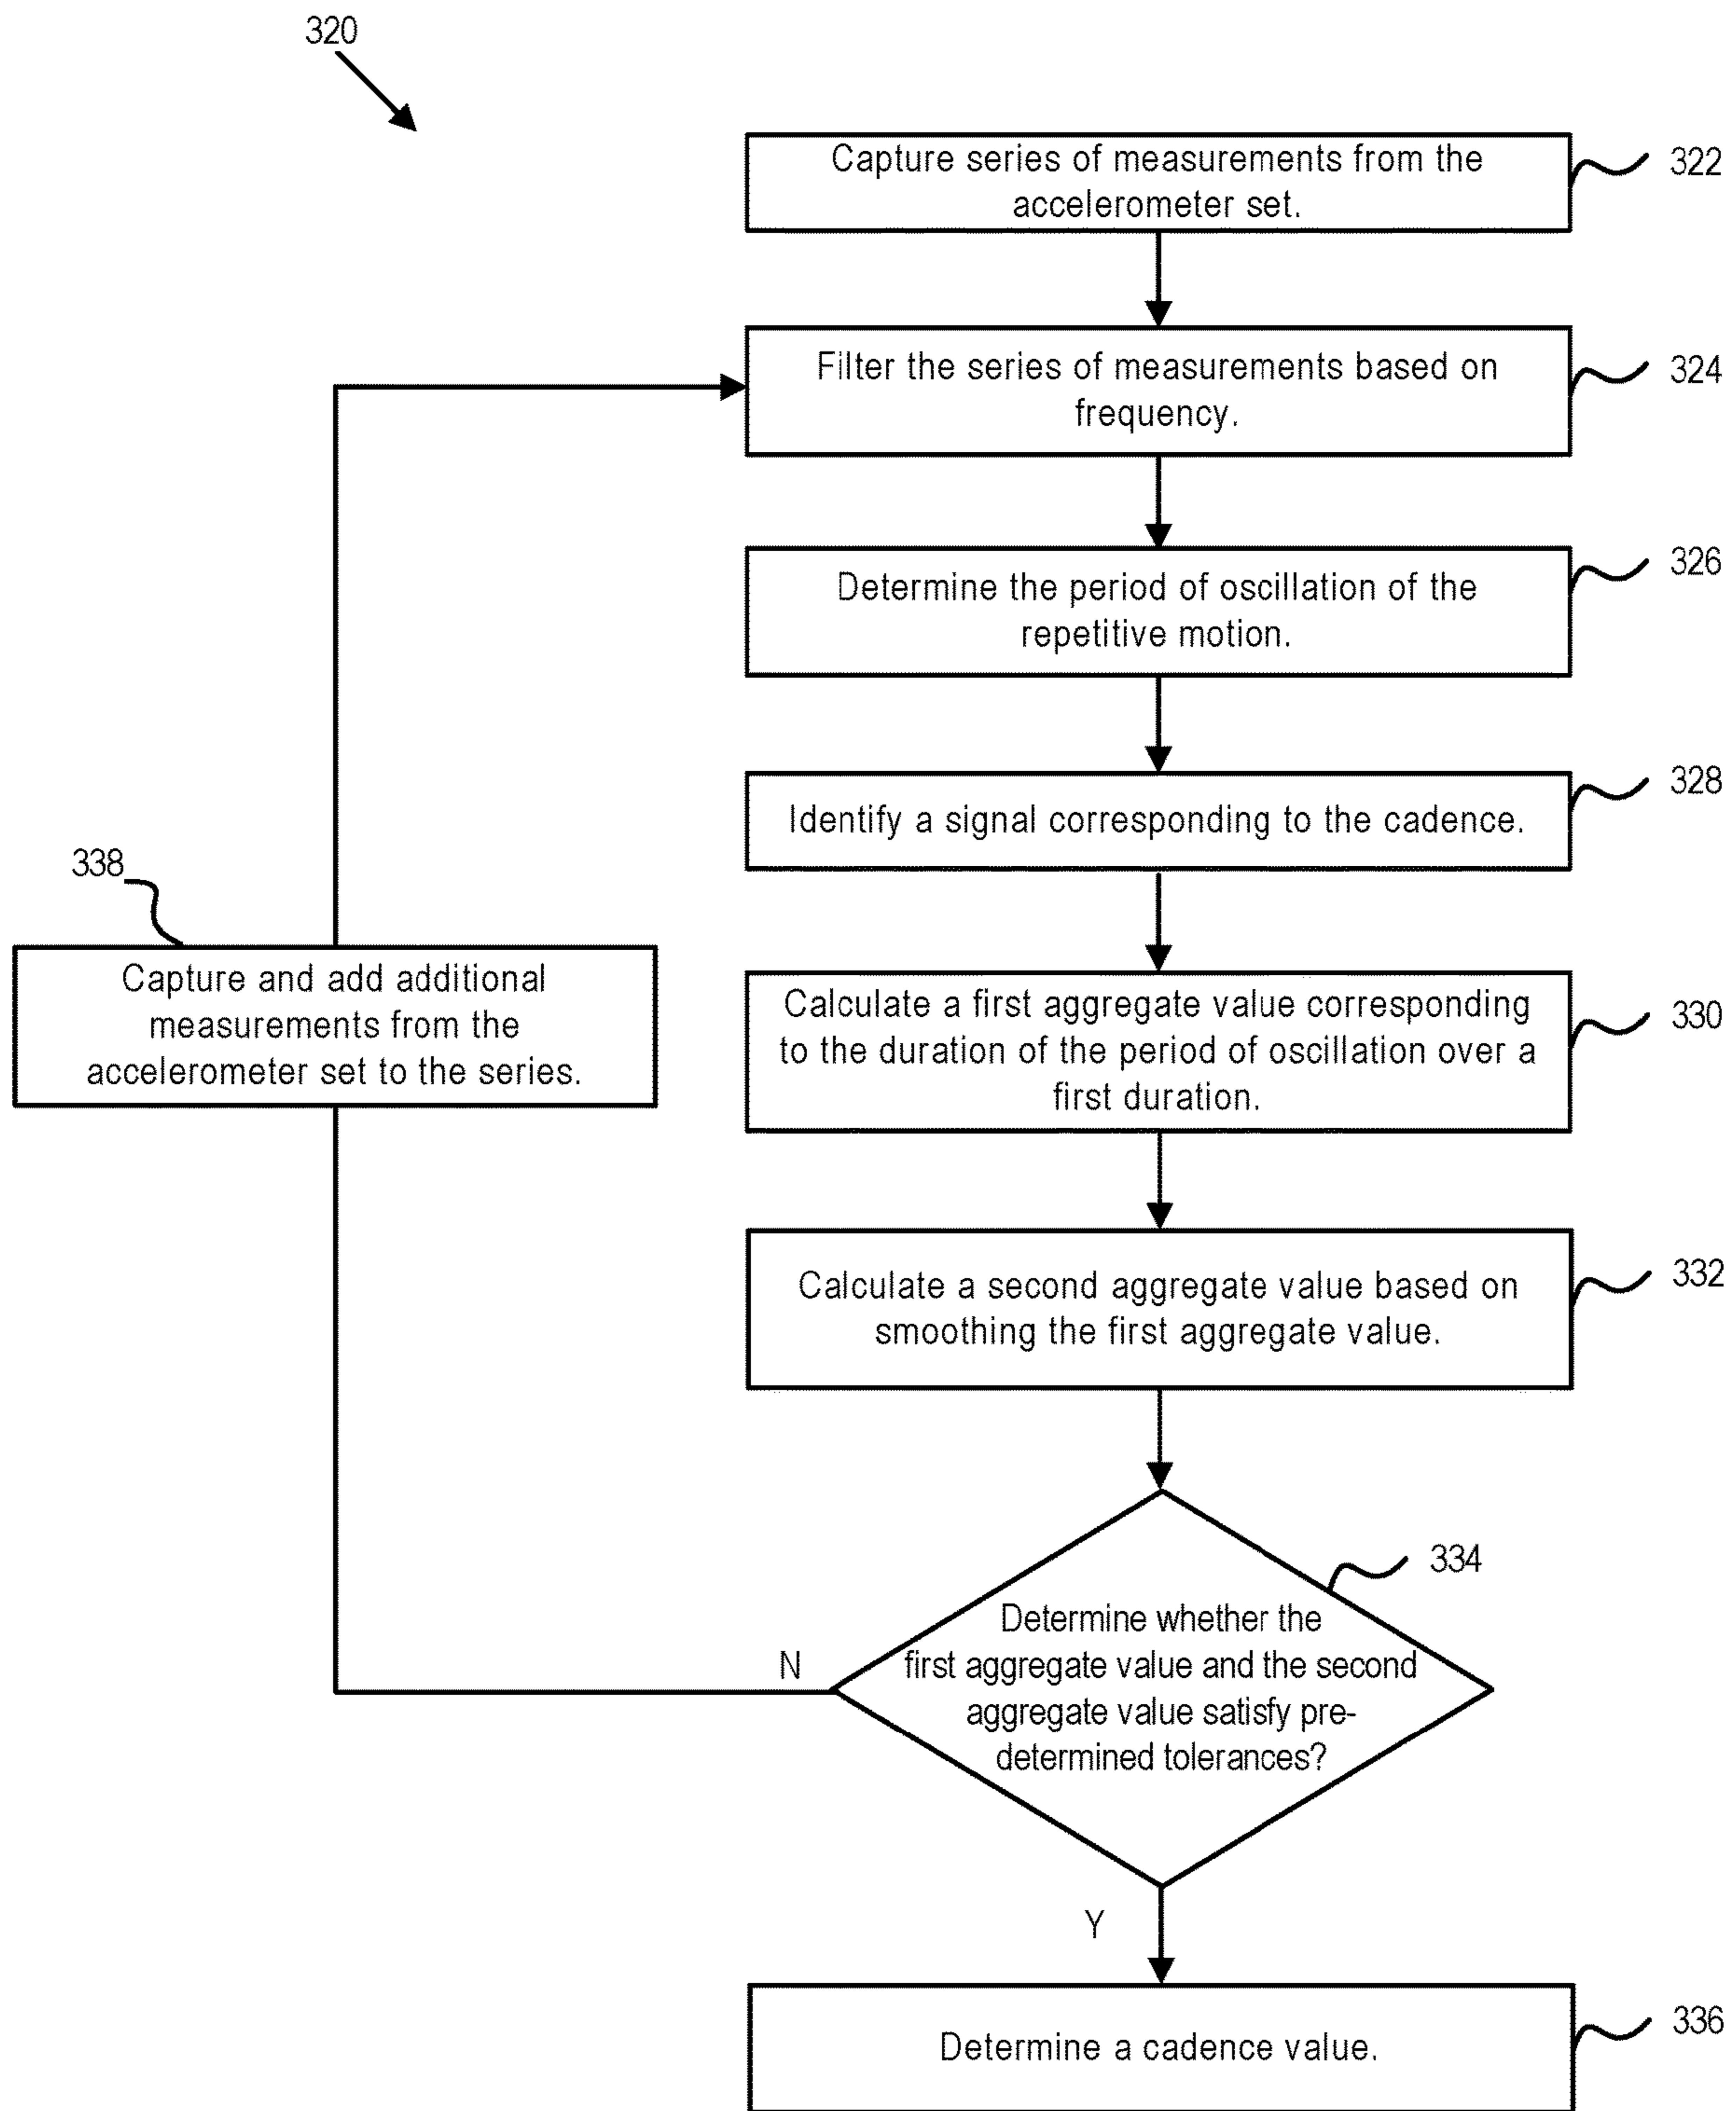 320
Capture series of measurements from the
accelerometer set.
322
Filter the series of measurements based on
frequency.
324
Determine the period of oscillation of the
repetitive motion.
326
Identify a signal corresponding to the cadence.
328
338
Capture and add additional
measurements from the
accelerometer set to the series.
Calculate a first aggregate value corresponding
to the duration of the period of oscillation over a
first duration.
330
Calculate a second aggregate value based on
smoothing the first aggregate value.
332
334
Determine whether the
first aggregate value and the second
aggregate value satisfy pre-
determined tolerances?
N
Y
Determine a cadence value.
336